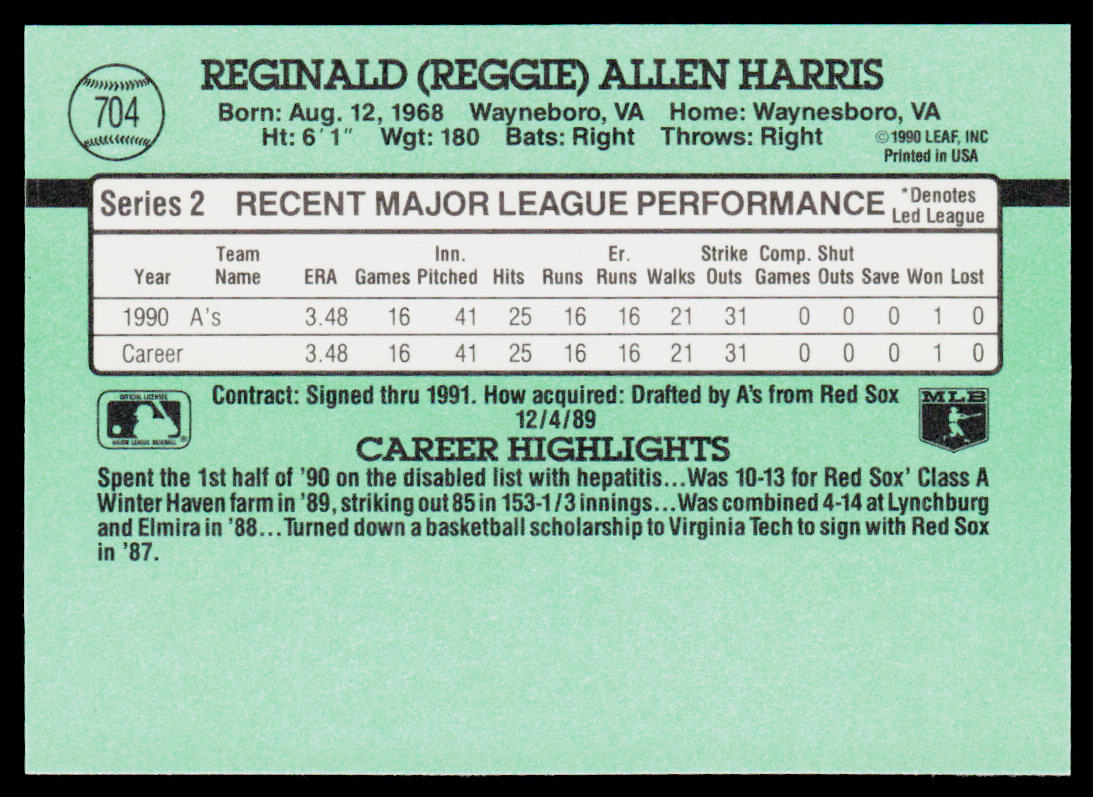 704
REGINALD (REGGIE) ALLEN HARRIS
Born: Aug. 12, 1968 Wayneboro, VA Home: Waynesboro, VA
Ht: 6'1" Wgt: 180 Bats: Right Throws: Right
©1990 LEAF, INC
Printed in USA
Series 2 RECENT MAJOR LEAGUE PERFORMANCE *Denotes Led League
Year Team Name ERA Games Inn. Pitched Hits Runs Er. Runs Walks Strike Outs Comp. Games Shut Outs Save Won Lost
1990 A's 3.48 16 41 25 16 16 21 31 0 0 0 1 0
Career 3.48 16 41 25 16 16 21 31 0 0 0 1 0
OFFICIAL LICENSEE
MAJOR LEAGUE BASEBALL ®
Contract: Signed thru 1991. How acquired: Drafted by A's from Red Sox
12/4/89
MLB
CAREER HIGHLIGHTS
Spent the 1st half of '90 on the disabled list with hepatitis...Was 10-13 for Red Sox' Class A
Winter Haven farm in '89, striking out 85 in 153-1/3 innings...Was combined 4-14 at Lynchburg
and Elmira in '88...Turned down a basketball scholarship to Virginia Tech to sign with Red Sox
in '87.